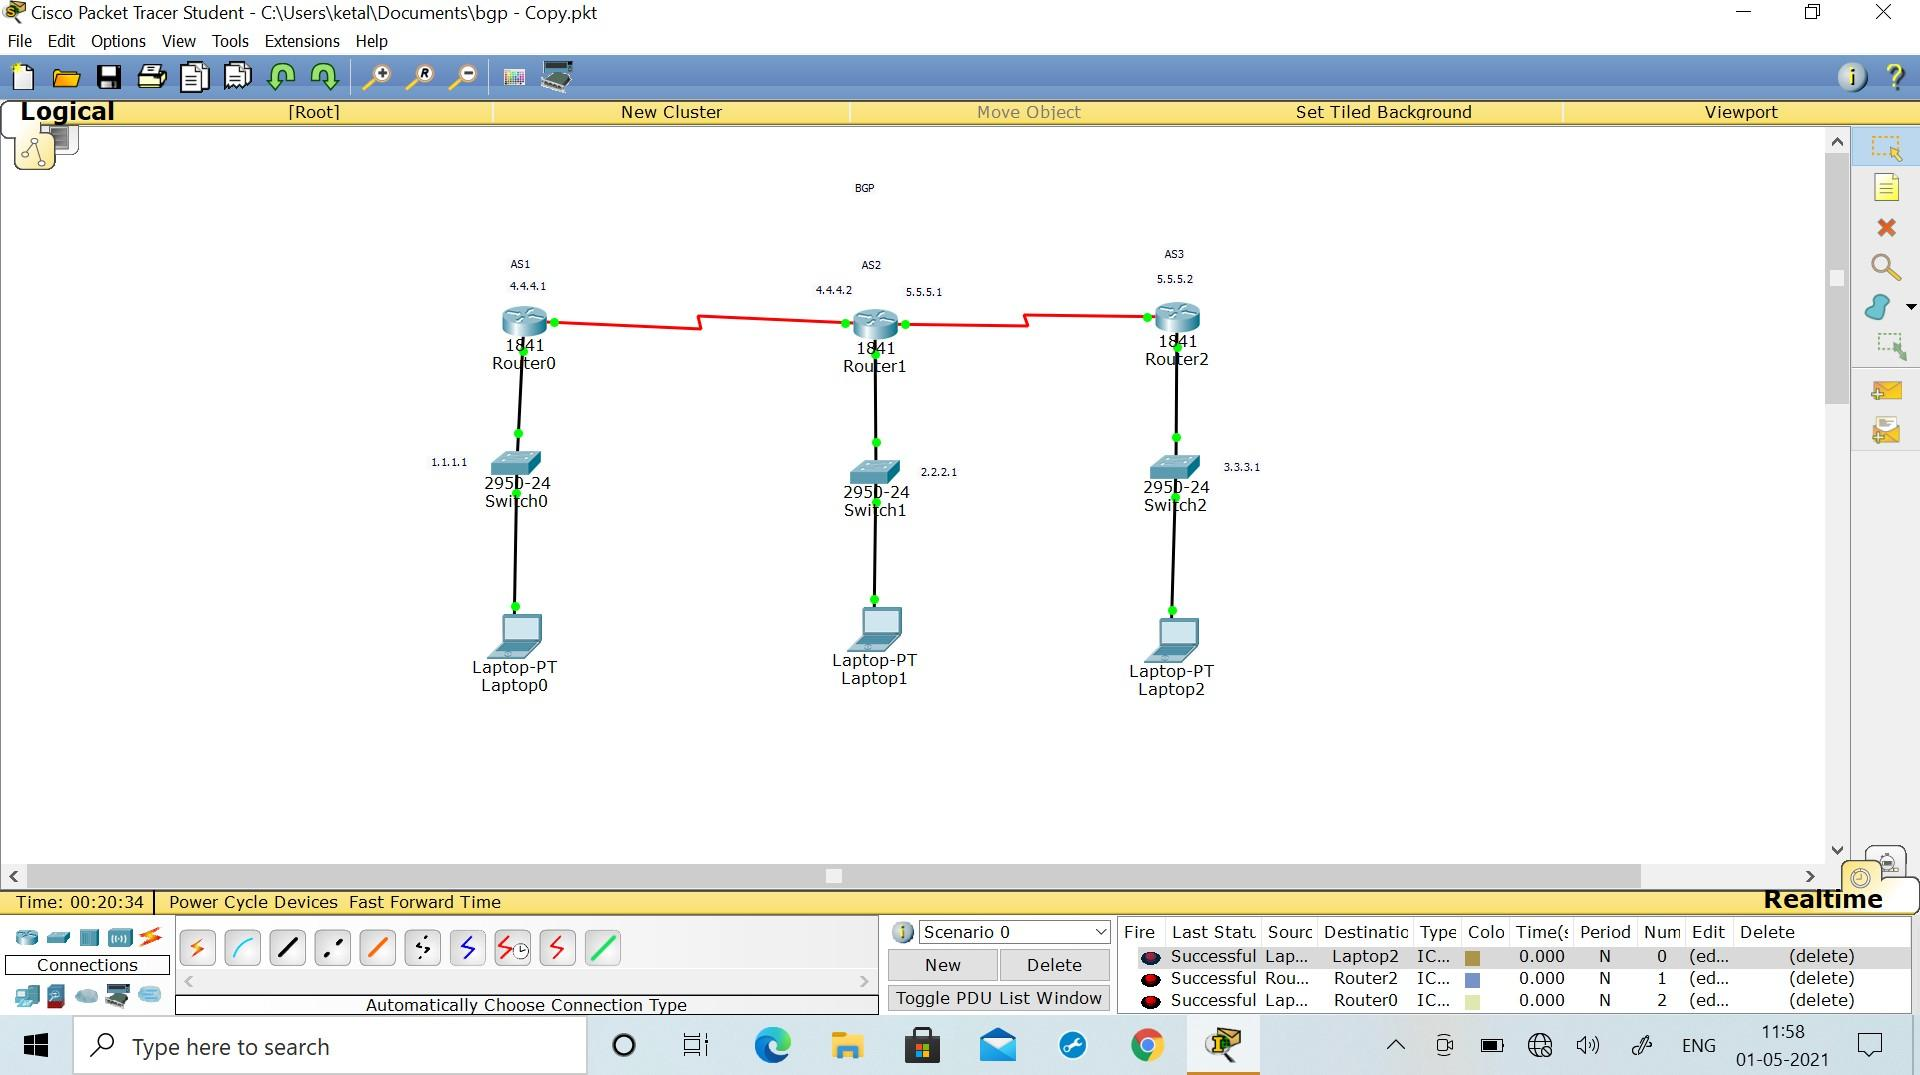 Cisco Packet Tracer Student - C:\Users\ketal\Documents\bgp - Copy.pkt
File Edit Options View Tools Extensions Help
Logical [Root] New Cluster Move Object Set Tiled Background Viewport
BGP
AS1 AS2 AS3
4.4.4.1 4.4.4.2 5.5.5.1 5.5.5.2
1841 1841 1841
Router0 Router1 Router2
1.1.1.1 2.2.2.1 3.3.3.1
2950-24 2950-24 2950-24
Switch0 Switch1 Switch2
Laptop-PT Laptop-PT Laptop-PT
Laptop0 Laptop1 Laptop2
Time: 00:20:34 Power Cycle Devices Fast Forward Time Realtime
Connections
Automatically Choose Connection Type
Scenario 0
New Delete
Toggle PDU List Window
Fire Last Statu Sourc Destinatic Type Colo Time(s Period Num Edit Delete
Successful Lap... Laptop2 IC... 0.000 N 0 (ed... (delete)
Successful Rou... Router2 IC... 0.000 N 1 (ed... (delete)
Successful Lap... Router0 IC... 0.000 N 2 (ed... (delete)
Type here to search
ENG
11:58
01-05-2021